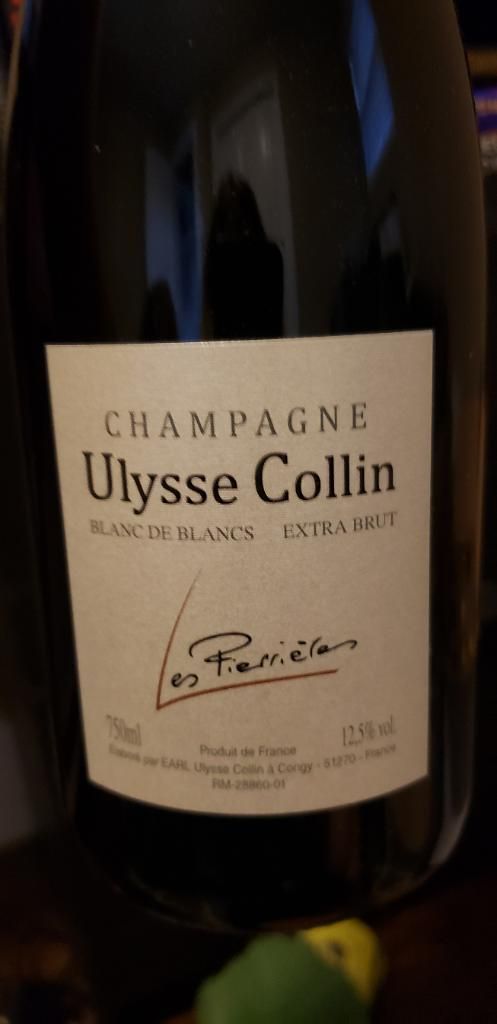 CHAMPAGNE
Ulysse Collin
BLANC DE BLANCS EXTRA BRUT
Les Pierrières
750ml 12,5% vol.
Produit de France
Elaboré par EARL Ulysse Collin à Congy - 51270 - France
RM-28860-01